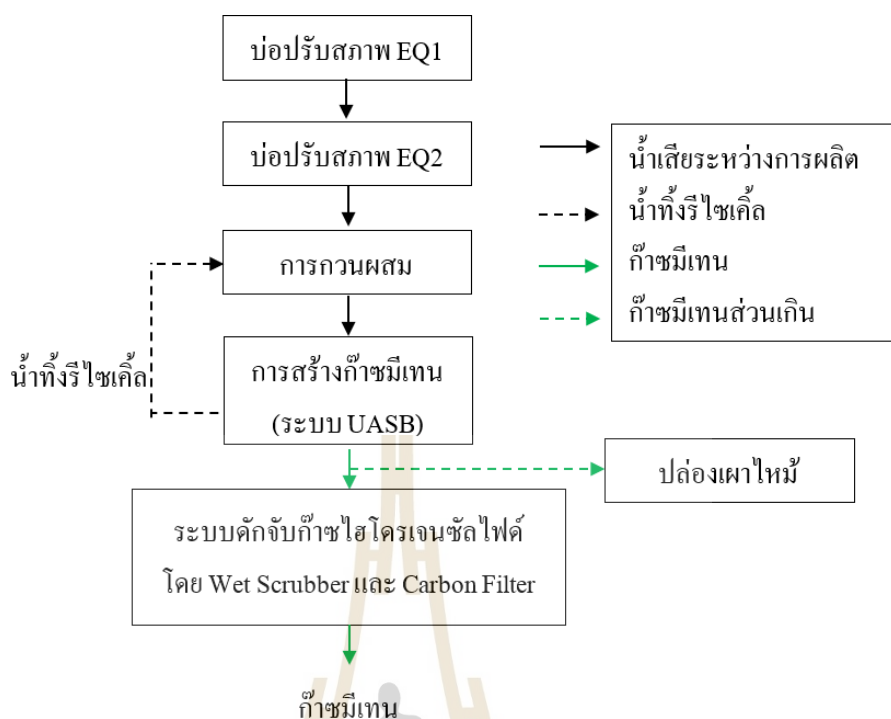 บ่อปรับสภาพ EQ1
บ่อปรับสภาพ EQ2
การกวนผสม
น้ำทิ้งรีไซเคิ้ล
การสร้างก๊าซมีเทน
(ระบบ UASB)
น้ำเสียระหว่างการผลิต
น้ำทิ้งรีไซเคิ้ล
ก๊าซมีเทน
ก๊าซมีเทนส่วนเกิน
ปล่องเผาไหม้
ระบบดักจับก๊าซไฮโดรเจนซัลไฟด์
โดย Wet Scrubber และ Carbon Filter
ก๊าซมีเทน